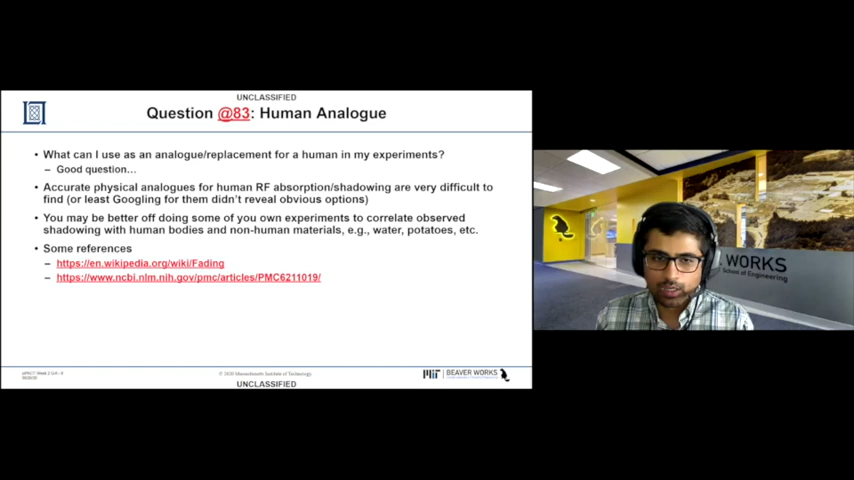 UNCLASSIFIED
Question @83: Human Analogue
• What can I use as an analogue/replacement for a human in my experiments?
– Good question…
• Accurate physical analogues for human RF absorption/shadowing are very difficult to
find (or least Googling for them didn't reveal obvious options)
• You may be better off doing some of you own experiments to correlate observed
shadowing with human bodies and non-human materials, e.g., water, potatoes, etc.
• Some references
– https://en.wikipedia.org/wiki/Fading
– https://www.ncbi.nlm.nih.gov/pmc/articles/PMC6211019/
© 2020 Massachusetts Institute of Technology
MIT BEAVER WORKS
UNCLASSIFIED
WORKS
School of Engineering